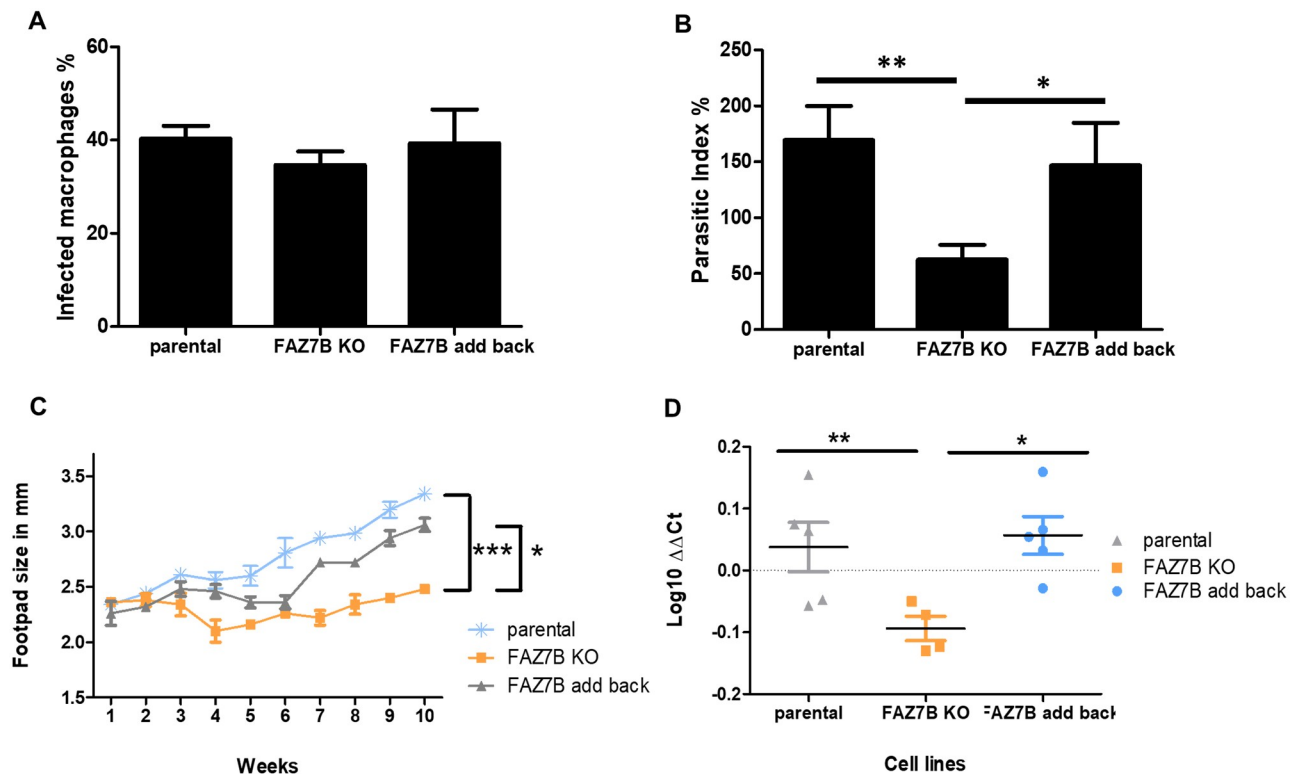 A
Infected macrophages %
60
40
20
0
parental
FAZ7B KO
FAZ7B add back
B
Parasitic Index %
250
200
150
100
50
0
**
*
parental
FAZ7B KO
FAZ7B add back
C
Footpad size in mm
3.5
3.0
2.5
2.0
1.5
***
*
parental
FAZ7B KO
FAZ7B add back
1 2 3 4 5 6 7 8 9 10
Weeks
D
Log10 ΔΔCt
0.2
0.1
0.0
-0.1
-0.2
**
*
parental
FAZ7B KO
FAZ7B add back
parental
FAZ7B KO
FAZ7B add back
Cell lines